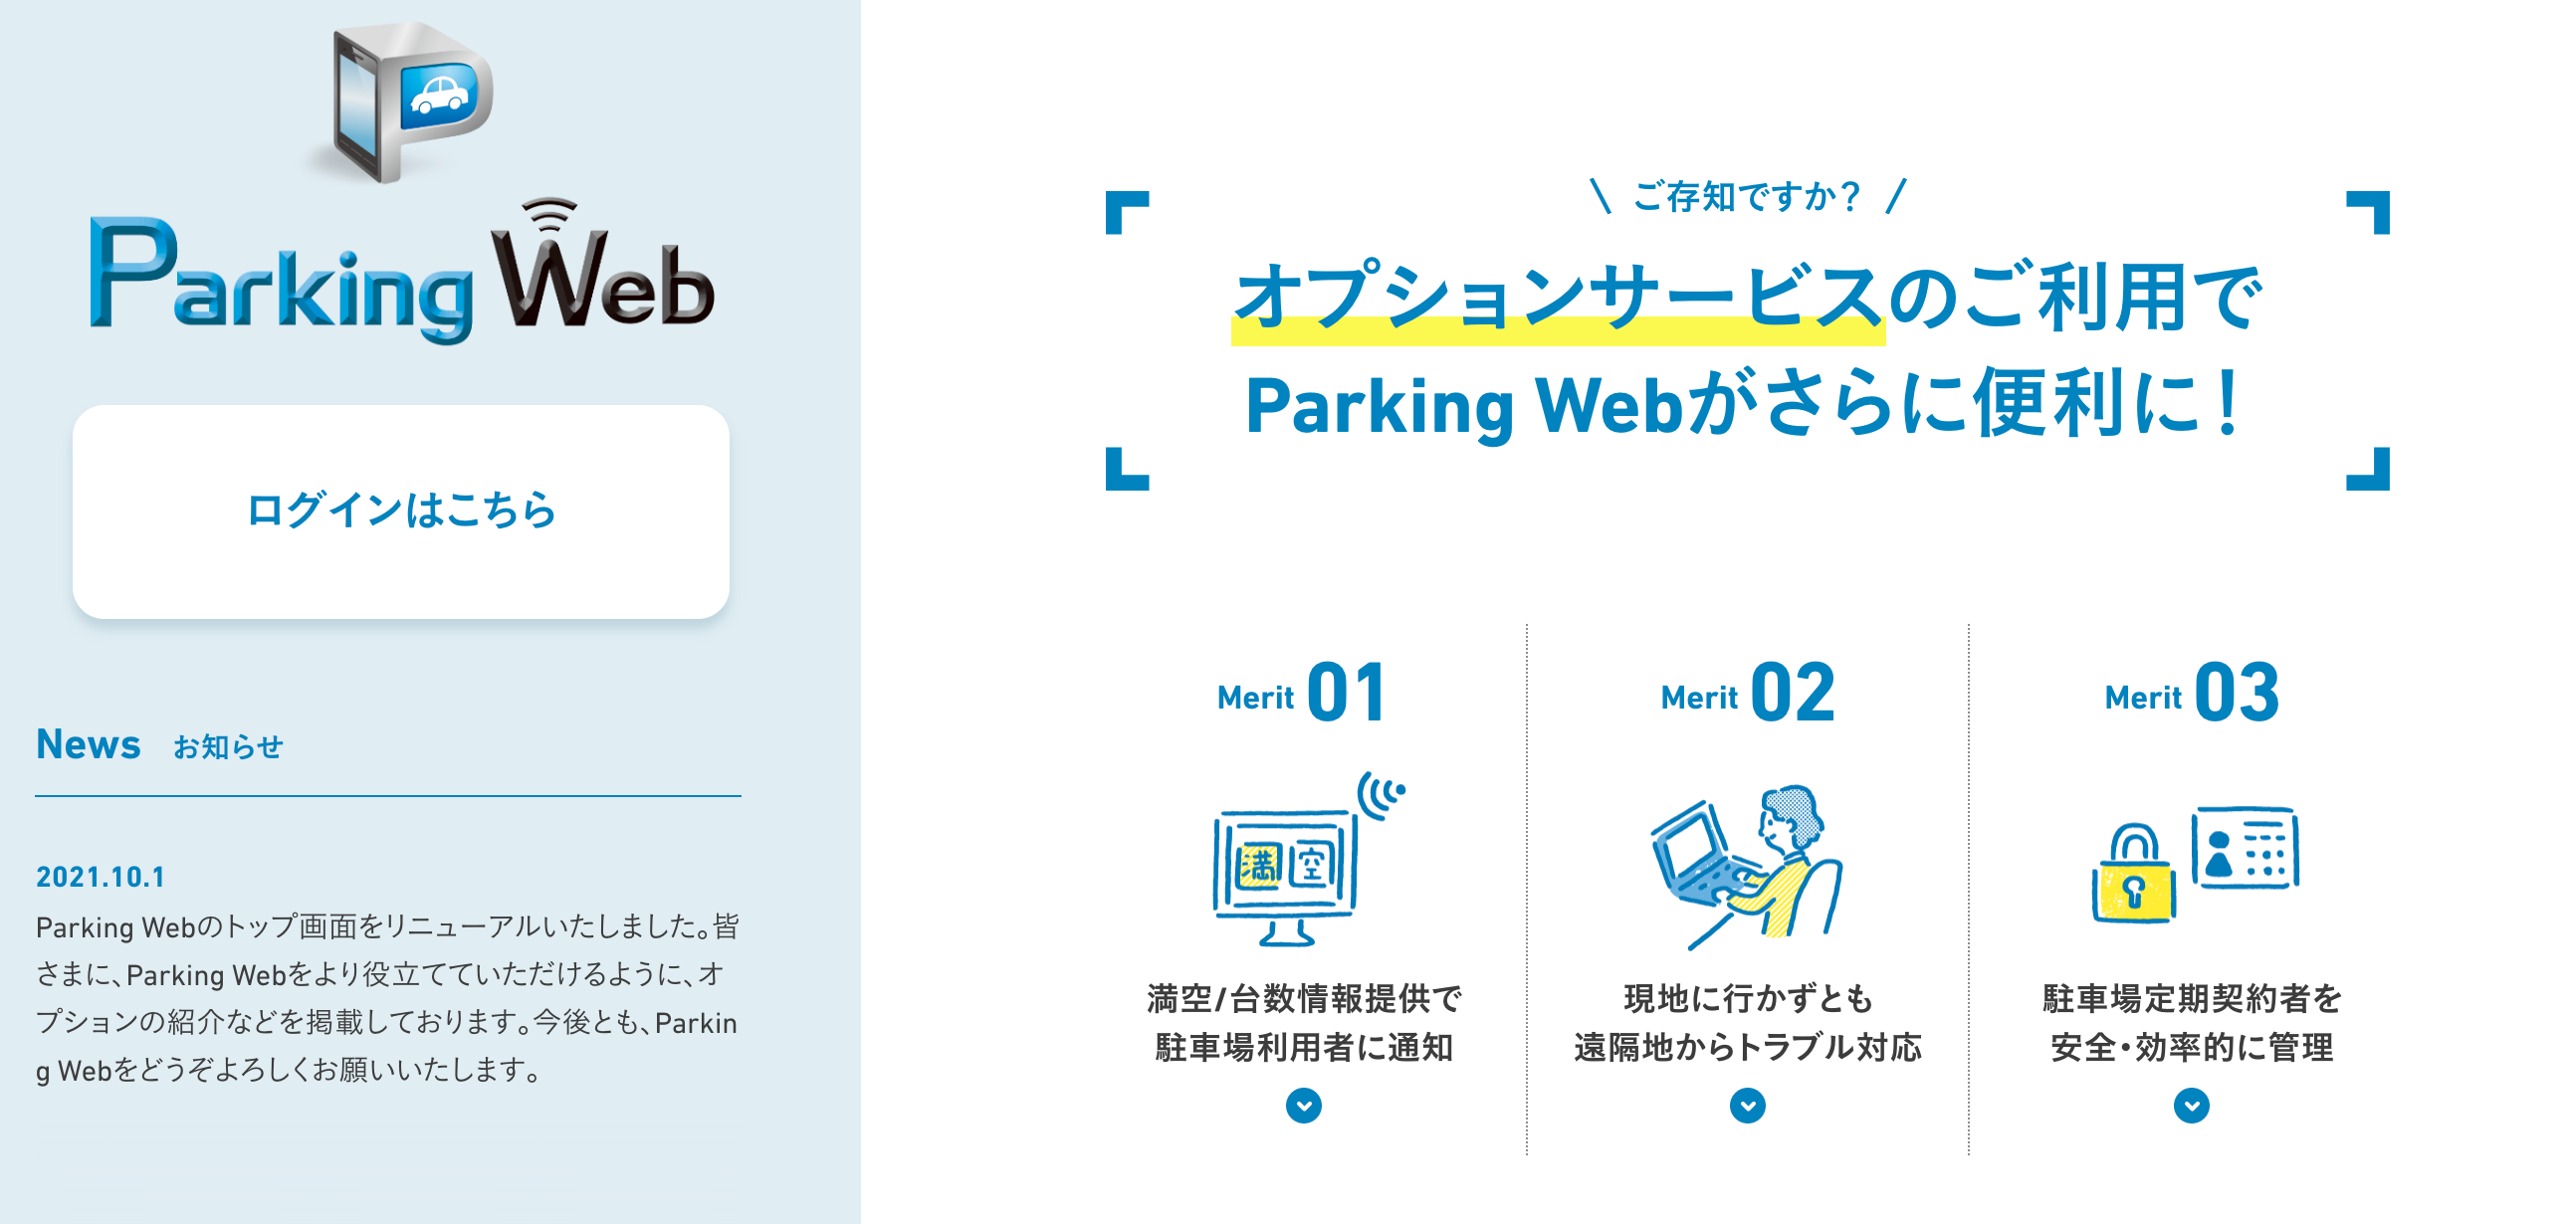 Parking Web
ログインはこちら
News お知らせ
2021.10.1
Parking Webのトップ画面をリニューアルいたしました。皆
さまに、Parking Webをより役立てていただけるように、オ
プションの紹介などを掲載しております。今後とも、Parkin
g Webをどうぞよろしくお願いいたします。
\ ご存知ですか？ /
オプションサービスのご利用で
Parking Webがさらに便利に！
Merit 01
満 空
満空/台数情報提供で
駐車場利用者に通知
Merit 02
現地に行かずとも
遠隔地からトラブル対応
Merit 03
駐車場定期契約者を
安全・効率的に管理